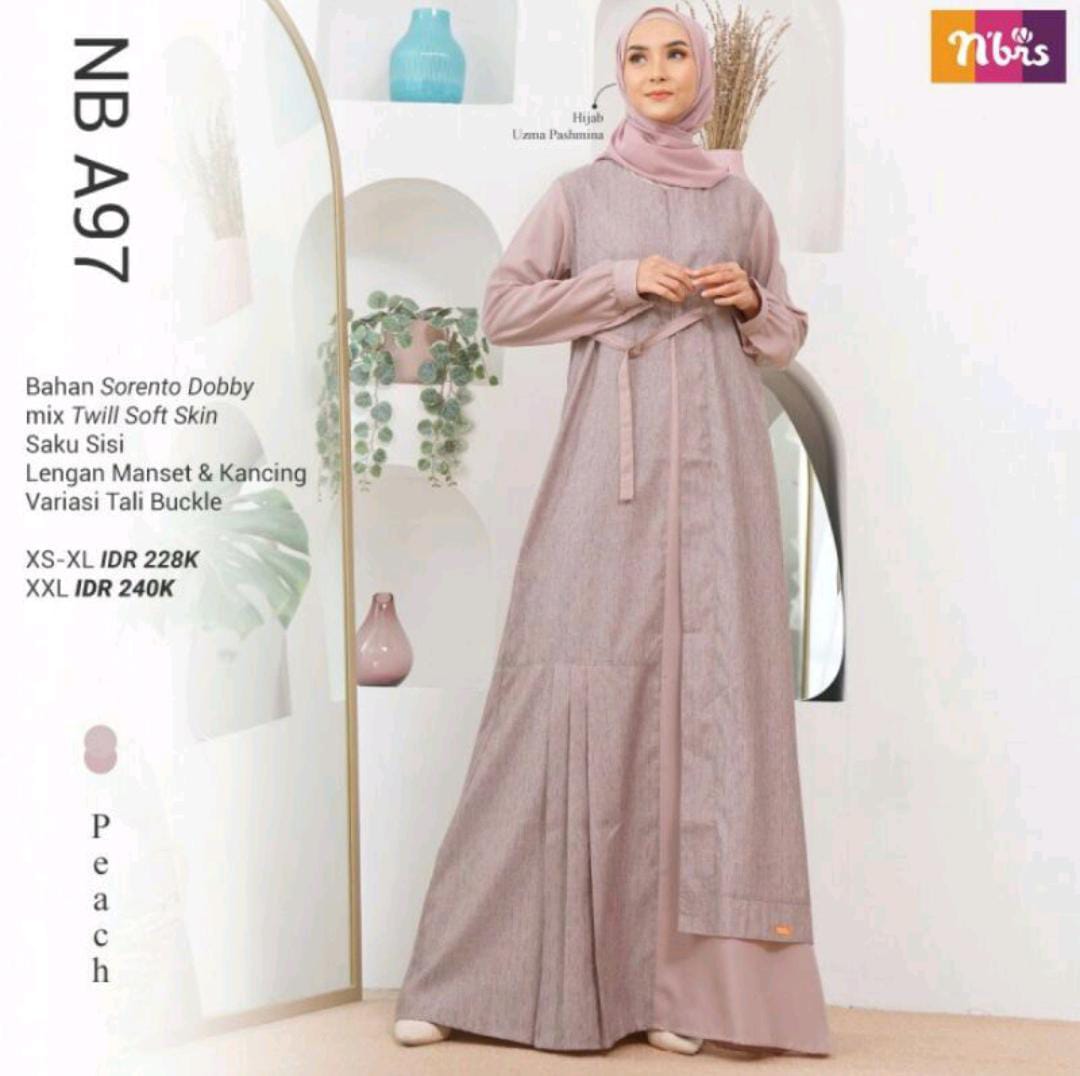 NB A97
N'brs
Hijab
Uzma Pashmina
Bahan Sorento Dobby
mix Twill Soft Skin
Saku Sisi
Lengan Manset & Kancing
Variasi Tali Buckle
XS-XL IDR 228K
XXL IDR 240K
Peach